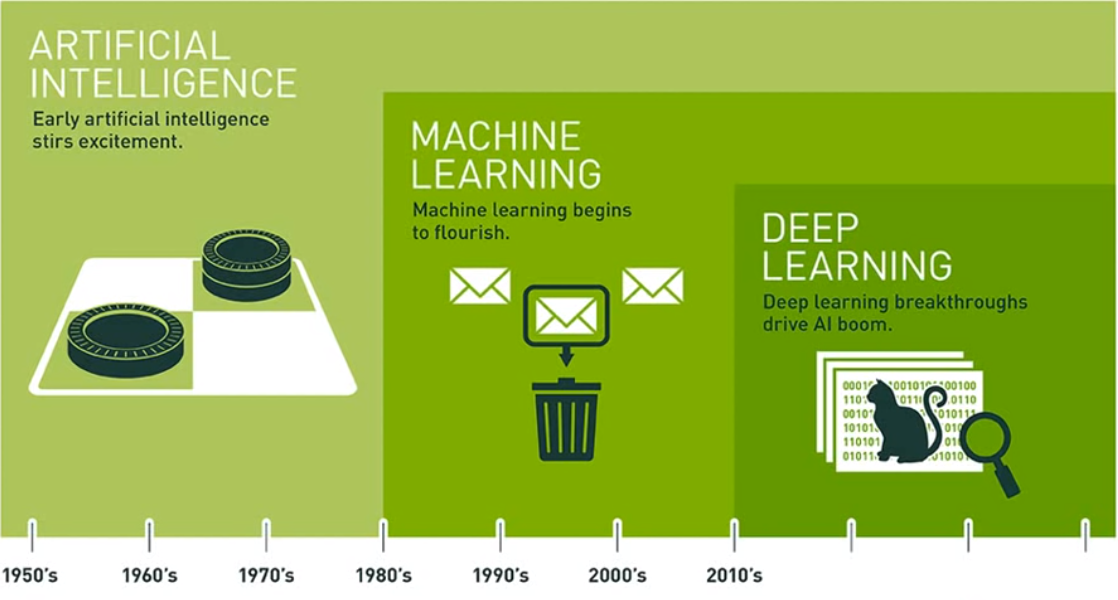 ARTIFICIAL
INTELLIGENCE
Early artificial intelligence
stirs excitement.
MACHINE
LEARNING
Machine learning begins
to flourish.
DEEP
LEARNING
Deep learning breakthroughs
drive AI boom.
1950's
1960's
1970's
1980's
1990's
2000's
2010's